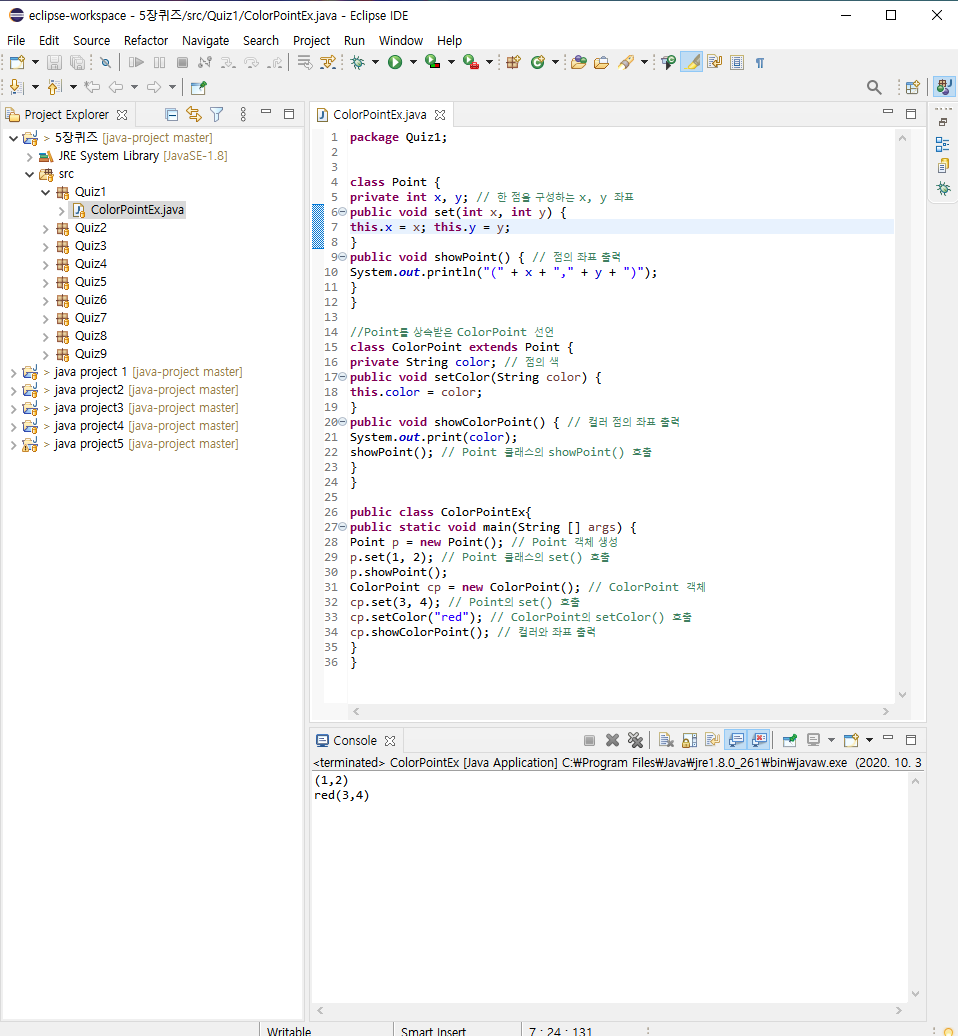 eclipse-workspace - 5장퀴즈/src/Quiz1/ColorPointEx.java - Eclipse IDE
File Edit Source Refactor Navigate Search Project Run Window Help
Project Explorer
> 5장퀴즈 [java-project master]
JRE System Library [JavaSE-1.8]
src
Quiz1
ColorPointEx.java
Quiz2
Quiz3
Quiz4
Quiz5
Quiz6
Quiz7
Quiz8
Quiz9
> java project 1 [java-project master]
> java project2 [java-project master]
> java project3 [java-project master]
> java project4 [java-project master]
> java project5 [java-project master]
ColorPointEx.java
1 package Quiz1;
2
3
4 class Point {
5 private int x, y; // 한 점을 구성하는 x, y 좌표
6 public void set(int x, int y) {
7 this.x = x; this.y = y;
8 }
9 public void showPoint() { // 점의 좌표 출력
10 System.out.println("(" + x + "," + y + ")");
11 }
12 }
13
14 //Point를 상속받은 ColorPoint 선언
15 class ColorPoint extends Point {
16 private String color; // 점의 색
17 public void setColor(String color) {
18 this.color = color;
19 }
20 public void showColorPoint() { // 컬러 점의 좌표 출력
21 System.out.print(color);
22 showPoint(); // Point 클래스의 showPoint() 호출
23 }
24 }
25
26 public class ColorPointEx{
27 public static void main(String [] args) {
28 Point p = new Point(); // Point 객체 생성
29 p.set(1, 2); // Point 클래스의 set() 호출
30 p.showPoint();
31 ColorPoint cp = new ColorPoint(); // ColorPoint 객체
32 cp.set(3, 4); // Point의 set() 호출
33 cp.setColor("red"); // ColorPoint의 setColor() 호출
34 cp.showColorPoint(); // 컬러와 좌표 출력
35 }
36 }
Console
<terminated> ColorPointEx [Java Application] C:₩Program Files₩Java₩jre1.8.0_261₩bin₩javaw.exe (2020. 10. 3
(1,2)
red(3,4)
Writable Smart Insert 7 : 24 : 131